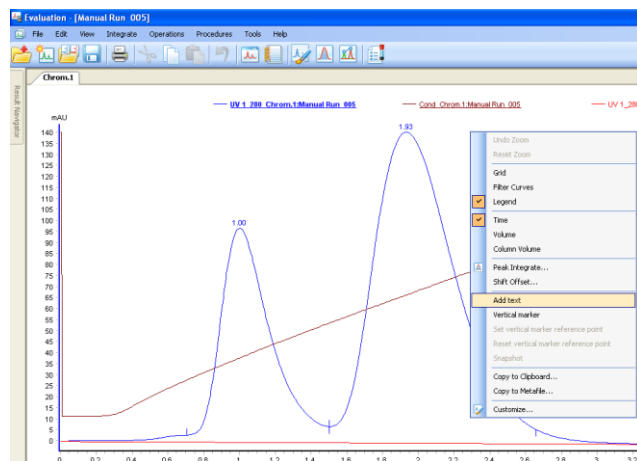 Evaluation - [Manual Run 005]
File Edit View Integrate Operations Procedures Tools Help
Result Navigator
Chrom.1
UV 1_280 Chrom.1:Manual Run 005
Cond Chrom.1:Manual Run 005
UV 1_280
mAU
140
135
130
125
120
115
110
105
100
95
90
85
80
75
70
65
60
55
50
45
40
35
30
25
20
15
10
5
0
1.00
1.93
0 0.2 0.4 0.6 0.8 1.0 1.2 1.4 1.6 1.8 2.0 2.2 2.4 2.6 2.8 3.0 3.2
Undo Zoom
Reset Zoom
Grid
Filter Curves
Legend
Time
Volume
Column Volume
Peak Integrate...
Shift Offset...
Add text
Vertical marker
Set vertical marker reference point
Reset vertical marker reference point
Snapshot
Copy to Clipboard...
Copy to Metafile...
Customize...